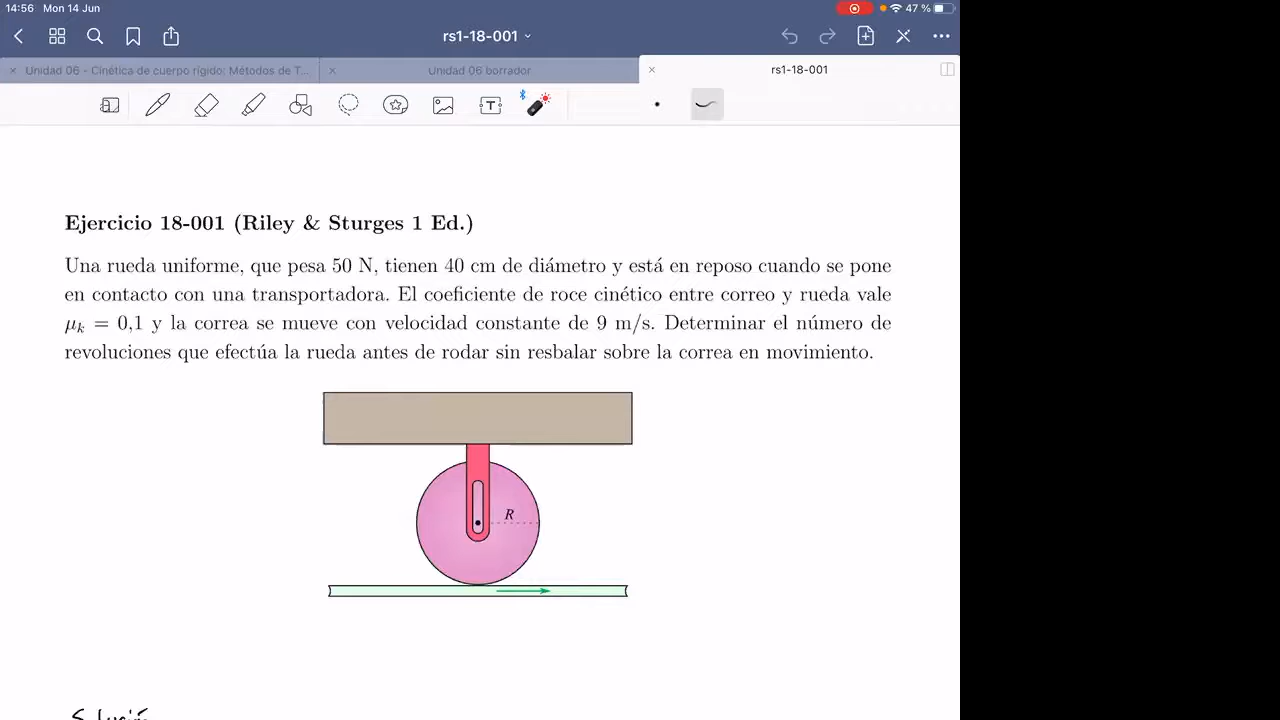 14:56 Mon 14 Jun
47 %
rs1-18-001
Unidad 06 - Cinética de cuerpo rígido: Métodos de T...
Unidad 06 borrador
rs1-18-001
T
Ejercicio 18-001 (Riley & Sturges 1 Ed.)
Una rueda uniforme, que pesa 50 N, tienen 40 cm de diámetro y está en reposo cuando se pone
en contacto con una transportadora. El coeficiente de roce cinético entre correo y rueda vale
μk = 0,1 y la correa se mueve con velocidad constante de 9 m/s. Determinar el número de
revoluciones que efectúa la rueda antes de rodar sin resbalar sobre la correa en movimiento.
R